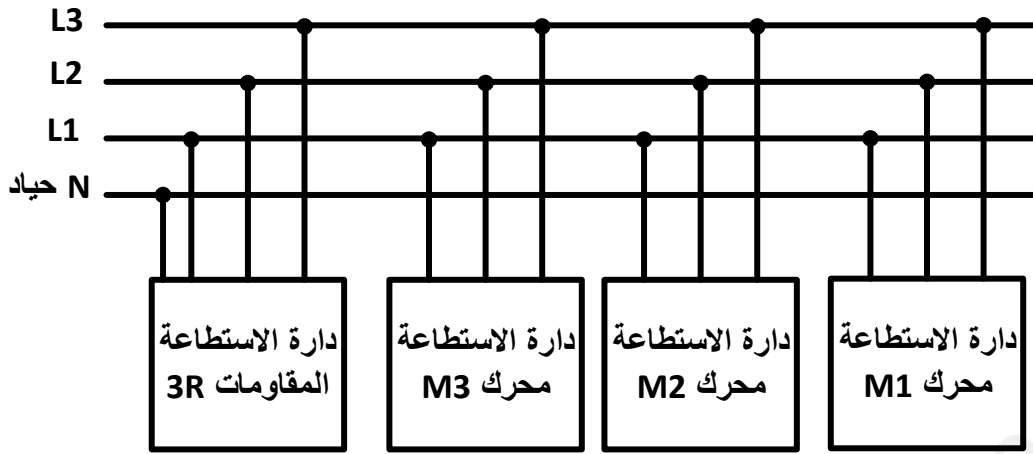 L3
L2
L1
N حياد
دارة الاستطاعة
المقاومات 3R
دارة الاستطاعة
محرك M3
دارة الاستطاعة
محرك M2
دارة الاستطاعة
محرك M1